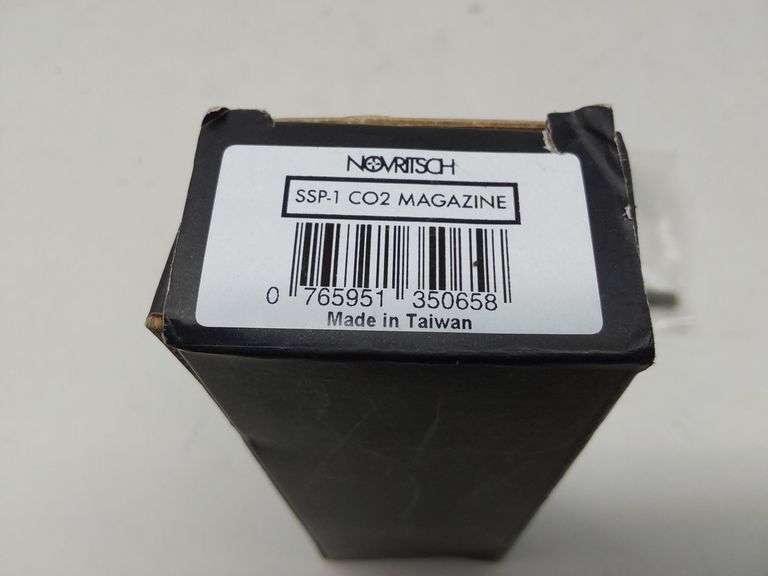 NOVRITSCH
SSP-1 CO2 MAGAZINE
0 765951 350658
Made in Taiwan